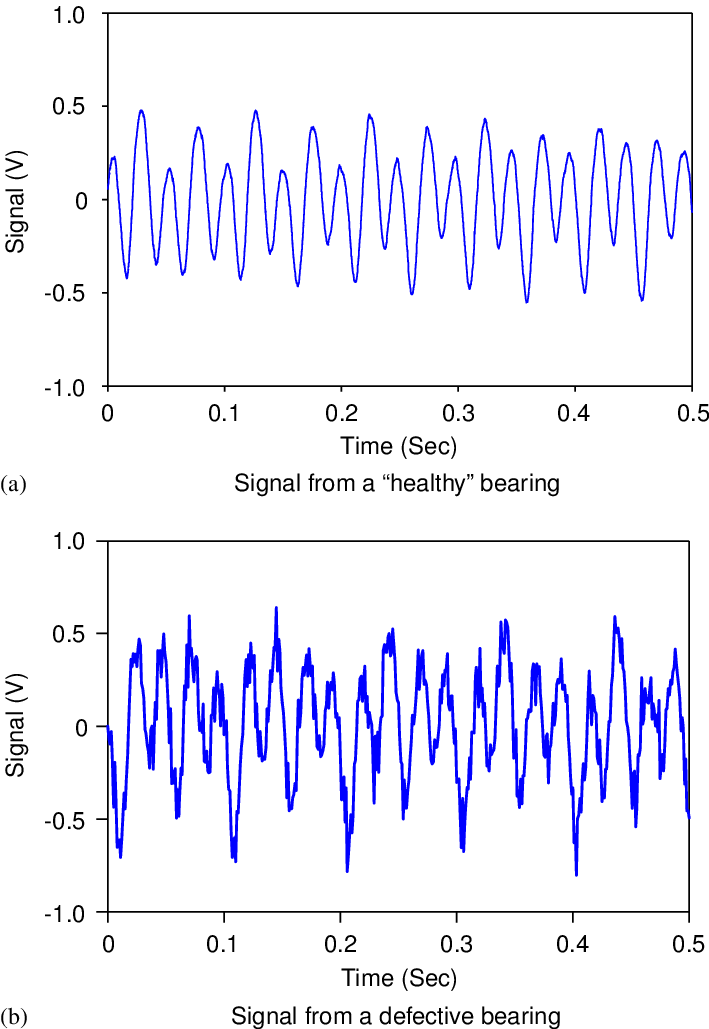 1.0
0.5
0
-0.5
-1.0
Signal (V)
0 0.1 0.2 0.3 0.4 0.5
Time (Sec)
(a) Signal from a “healthy” bearing
1.0
0.5
0
-0.5
-1.0
Signal (V)
0 0.1 0.2 0.3 0.4 0.5
Time (Sec)
(b) Signal from a defective bearing